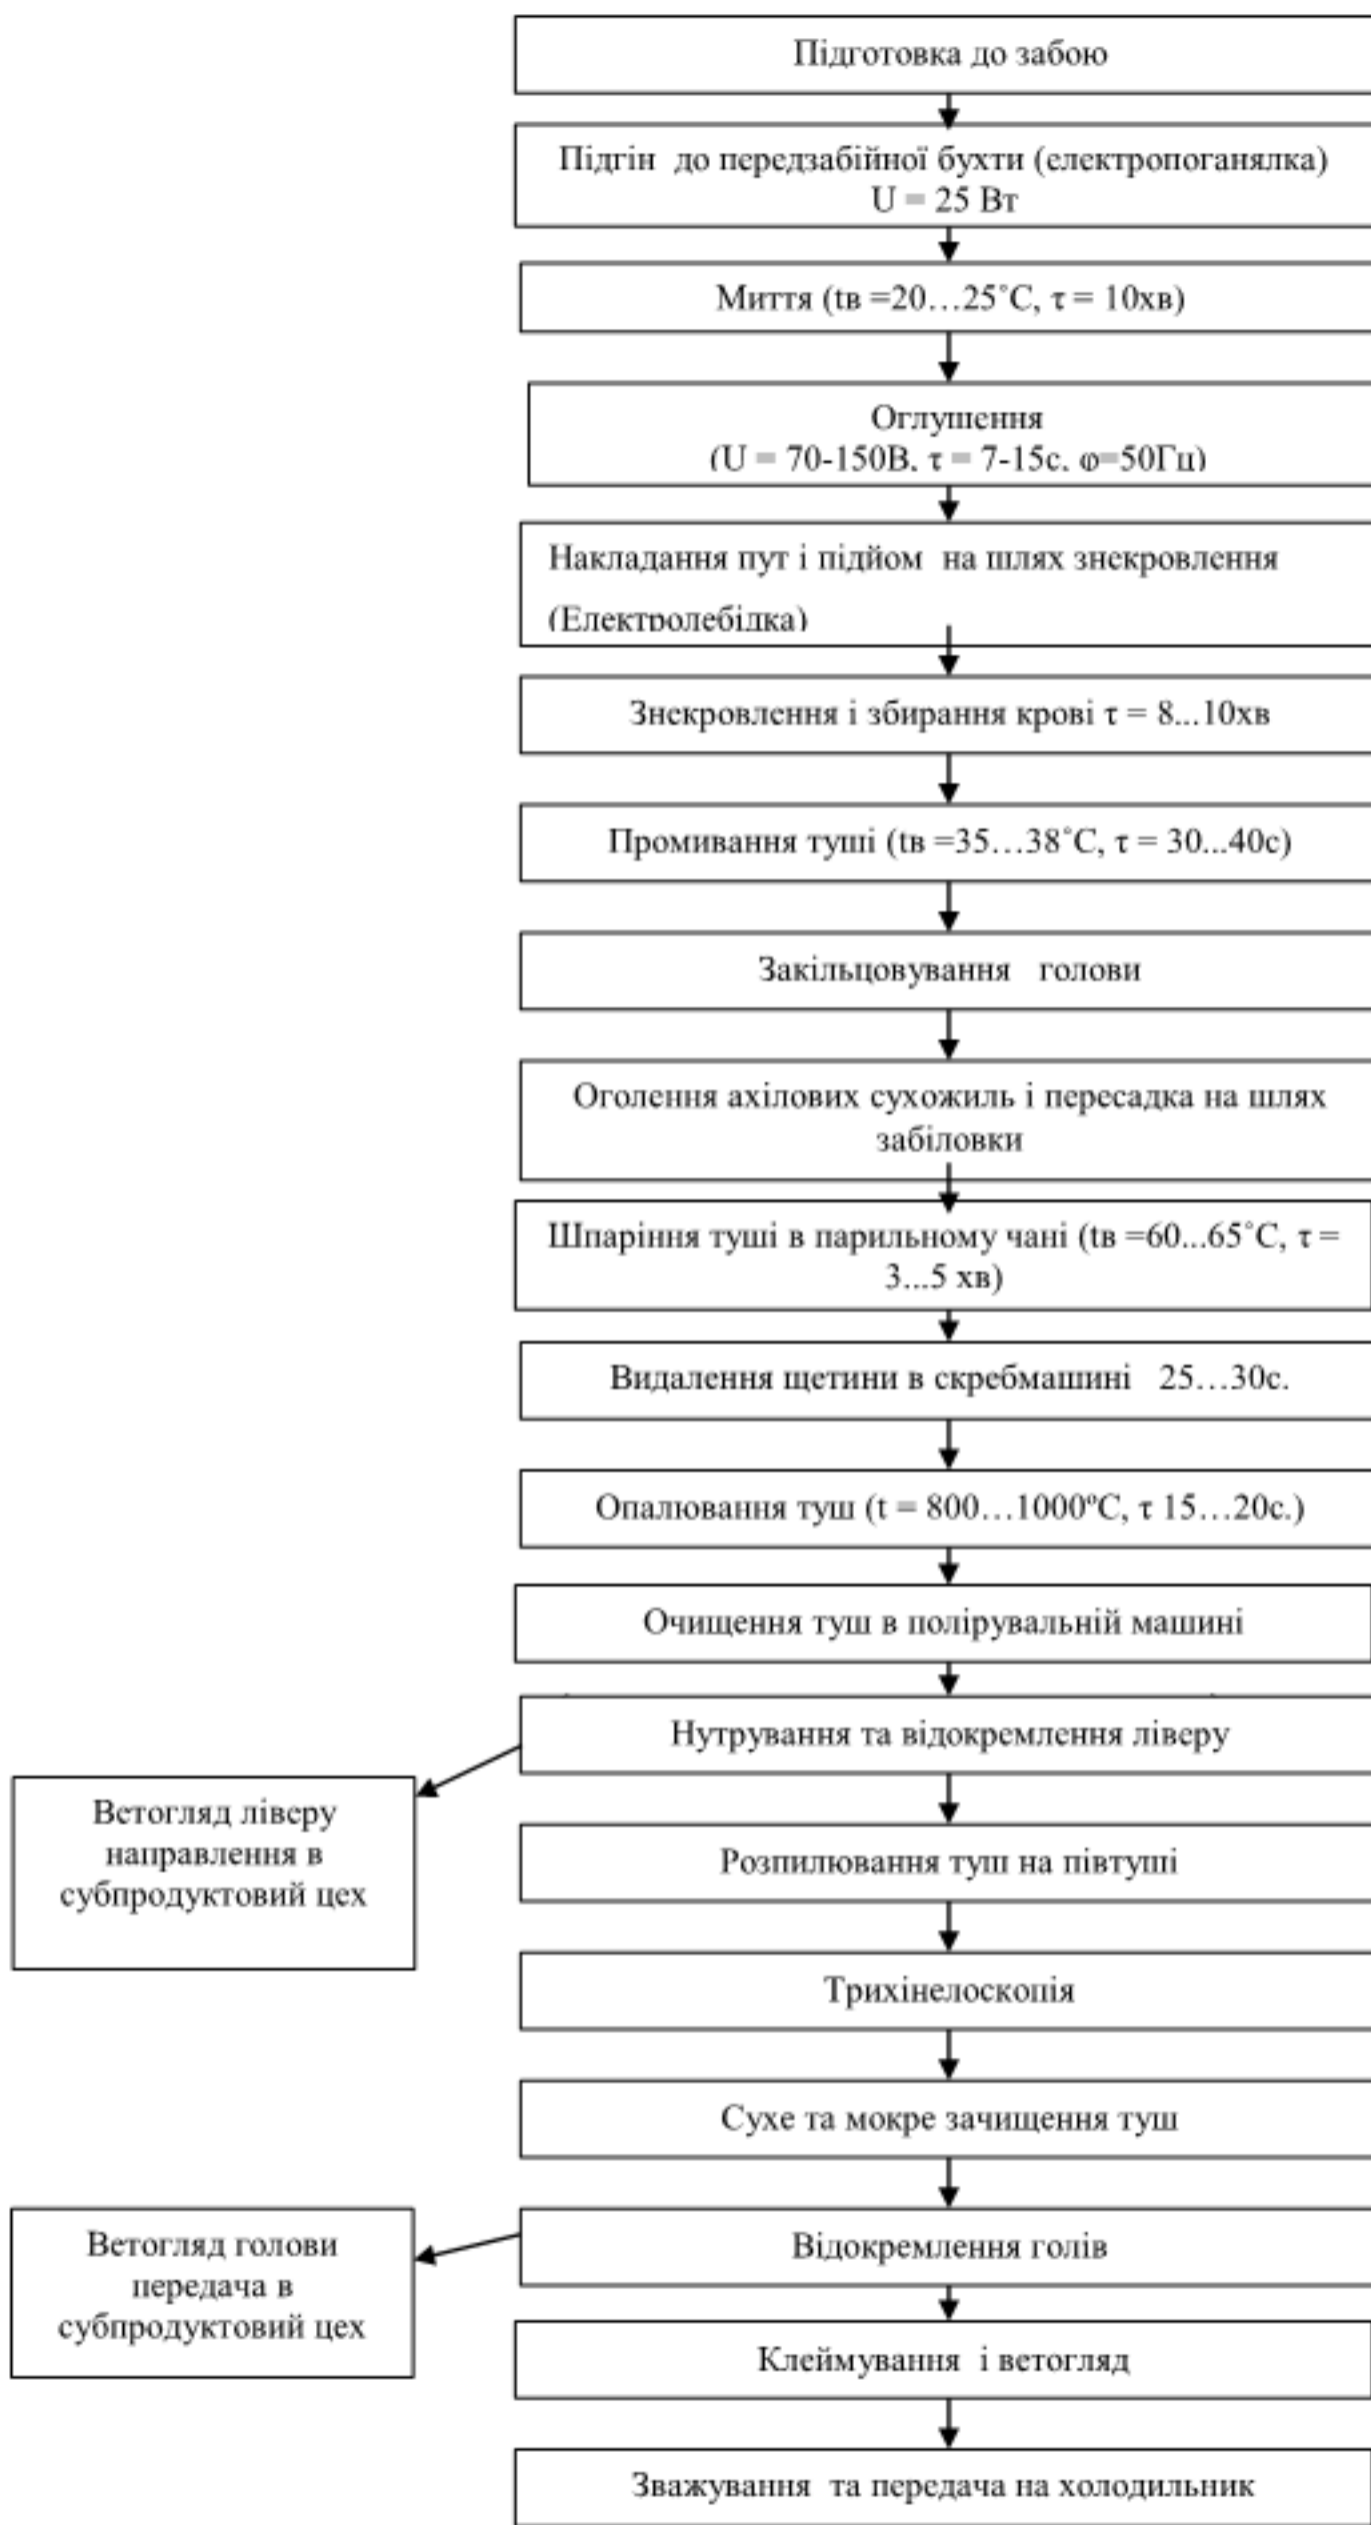 Підготовка до забою
Підгін до передзабійної бухти (електропоганялка)
U = 25 Вт
Миття (tв =20…25˚С, τ = 10хв)
Оглушення
(U = 70-150В, τ = 7-15с, φ=50Гц)
Накладання пут і підйом на шлях знекровлення
(Електролебідка)
Знекровлення і збирання крові τ = 8...10хв
Промивання туші (tв =35…38˚С, τ = 30...40с)
Закільцовування голови
Оголення ахілових сухожиль і пересадка на шлях
забіловки
Шпаріння туші в парильному чані (tв =60...65˚С, τ =
3...5 хв)
Видалення щетини в скребмашині 25…30с.
Опалювання туш (t = 800…1000ºС, τ 15…20с.)
Очищення туш в полірувальній машині
Нутрування та відокремлення ліверу
Ветогляд ліверу
направлення в
субпродуктовий цех
Розпилювання туш на півтуші
Трихінелоскопія
Сухе та мокре зачищення туш
Відокремлення голів
Ветогляд голови
передача в
субпродуктовий цех
Клеймування і ветогляд
Зважування та передача на холодильник